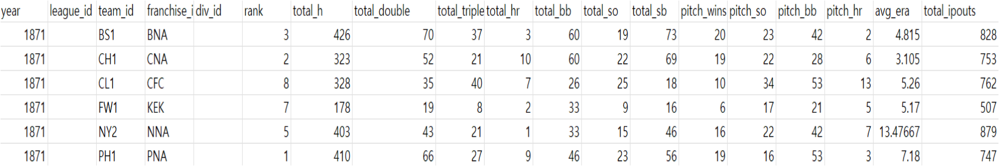 year league_id team_id franchise_i div_id rank total_h total_double total_triple total_hr total_bb total_so total_sb pitch_wins pitch_so pitch_bb pitch_hr avg_era total_ipouts
1871 BS1 BNA 3 426 70 37 3 60 19 73 20 23 42 2 4.815 828
1871 CH1 CNA 2 323 52 21 10 60 22 69 19 22 28 6 3.105 753
1871 CL1 CFC 8 328 35 40 7 26 25 18 10 34 53 13 5.26 762
1871 FW1 KEK 7 178 19 8 2 33 9 16 6 17 21 5 5.17 507
1871 NY2 NNA 5 403 43 21 1 33 15 46 16 22 42 7 13.47667 879
1871 PH1 PNA 1 410 66 27 9 46 23 56 19 16 53 3 7.18 747